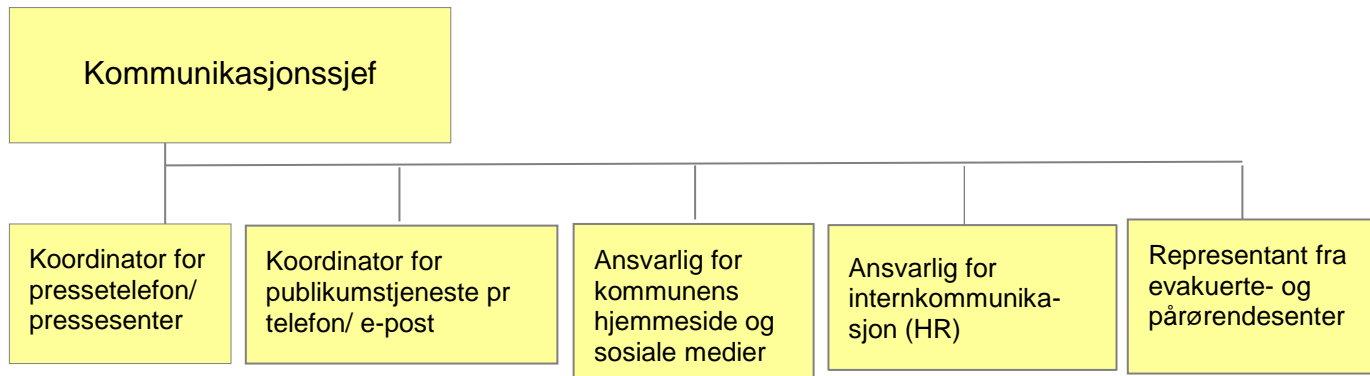 Kommunikasjonssjef
Koordinator for
pressetelefon/
pressesenter
Koordinator for
publikumstjeneste pr
telefon/ e-post
Ansvarlig for
kommunens
hjemmeside og
sosiale medier
Ansvarlig for
internkommunika-
sjon (HR)
Representant fra
evakuerte- og
pårørendesenter